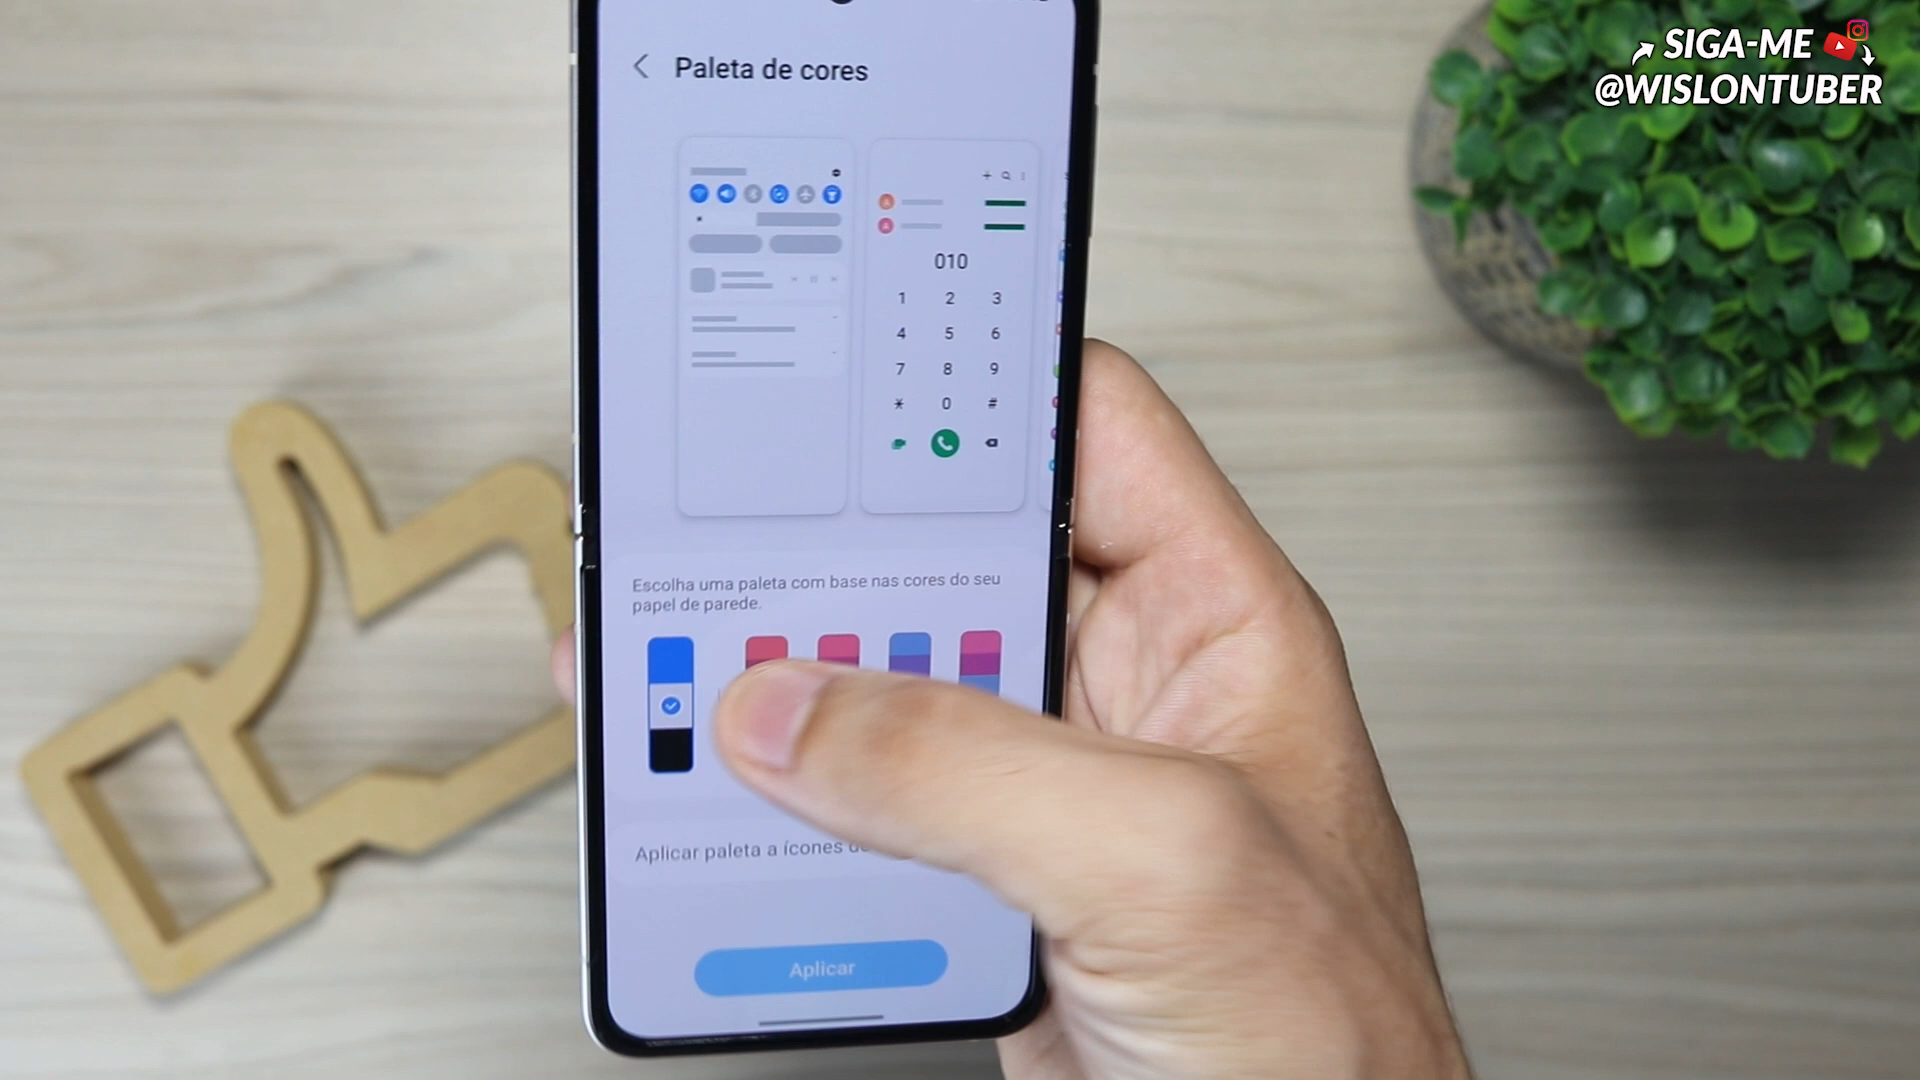 SIGA-ME
@WISLONTUBER
Paleta de cores
010
1 2 3
4 5 6
7 8 9
* 0 #
Escolha uma paleta com base nas cores do seu
papel de parede.
Aplicar paleta a ícones
Aplicar